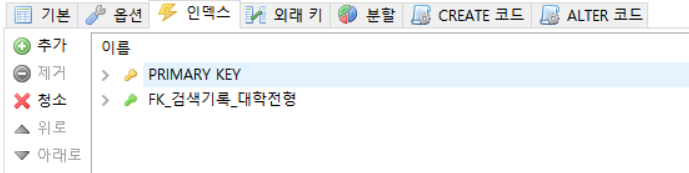 기본 옵션 인덱스 외래 키 분할 CREATE 코드 ALTER 코드
추가
제거
청소
위로
아래로
이름
PRIMARY KEY
FK_검색기록_대학전형